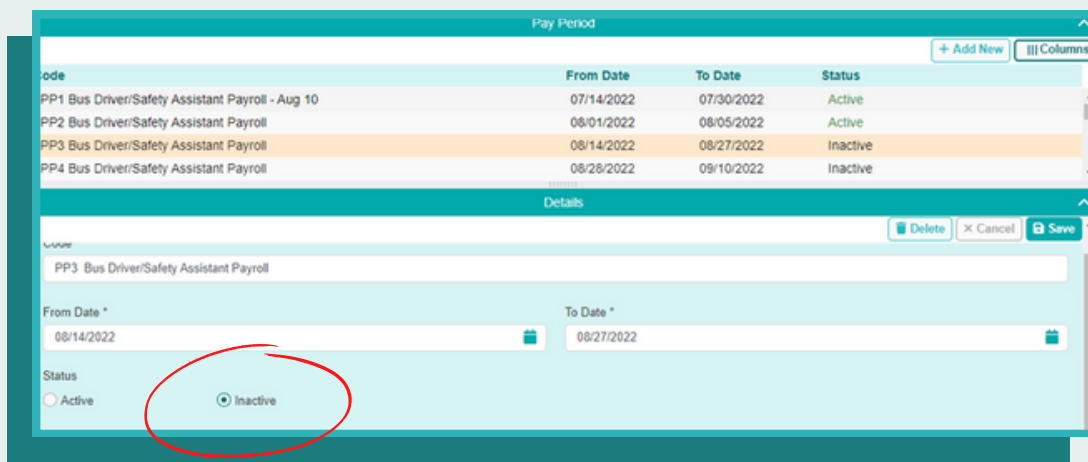 Pay Period
+ Add New Columns
ode From Date To Date Status
PP1 Bus Driver/Safety Assistant Payroll - Aug 10 07/14/2022 07/30/2022 Active
PP2 Bus Driver/Safety Assistant Payroll 08/01/2022 08/05/2022 Active
PP3 Bus Driver/Safety Assistant Payroll 08/14/2022 08/27/2022 Inactive
PP4 Bus Driver/Safety Assistant Payroll 08/28/2022 09/10/2022 Inactive
Details
Delete × Cancel Save
Code
PP3 Bus Driver/Safety Assistant Payroll
From Date * To Date *
08/14/2022 08/27/2022
Status
Active Inactive